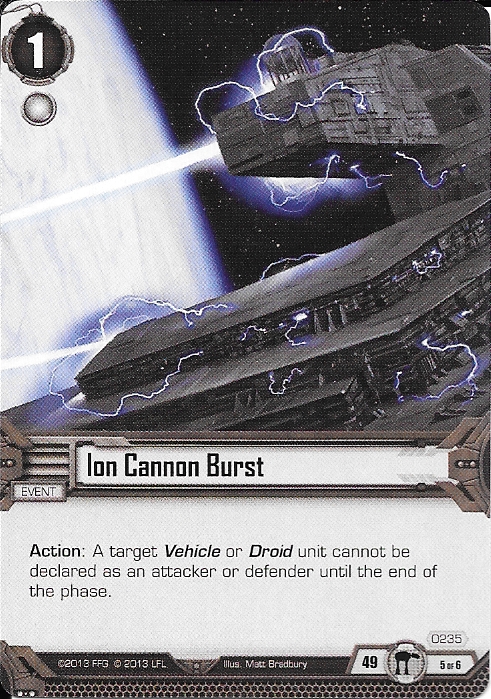 1
Ion Cannon Burst
EVENT
Action: A target Vehicle or Droid unit cannot be
declared as an attacker or defender until the end of
the phase.
0235
©2013 FFG © 2013 LFL Illus. Matt Bradbury 49 5 OF 6